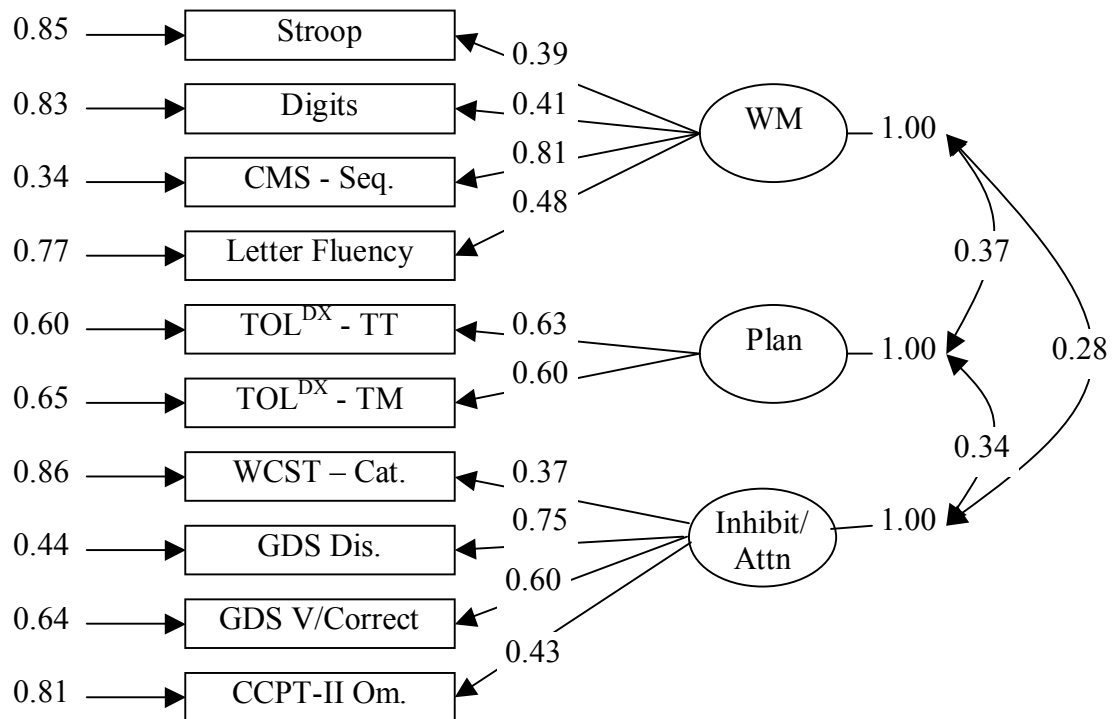 0.85
Stroop
0.39
0.83
Digits
0.41
WM
1.00
0.34
CMS - Seq.
0.81
0.48
0.77
Letter Fluency
0.37
0.60
TOL^DX - TT
0.63
Plan
1.00
0.28
0.65
TOL^DX - TM
0.60
0.34
0.86
WCST – Cat.
0.37
0.44
GDS Dis.
0.75
Inhibit/
Attn
1.00
0.60
0.64
GDS V/Correct
0.43
0.81
CCPT-II Om.